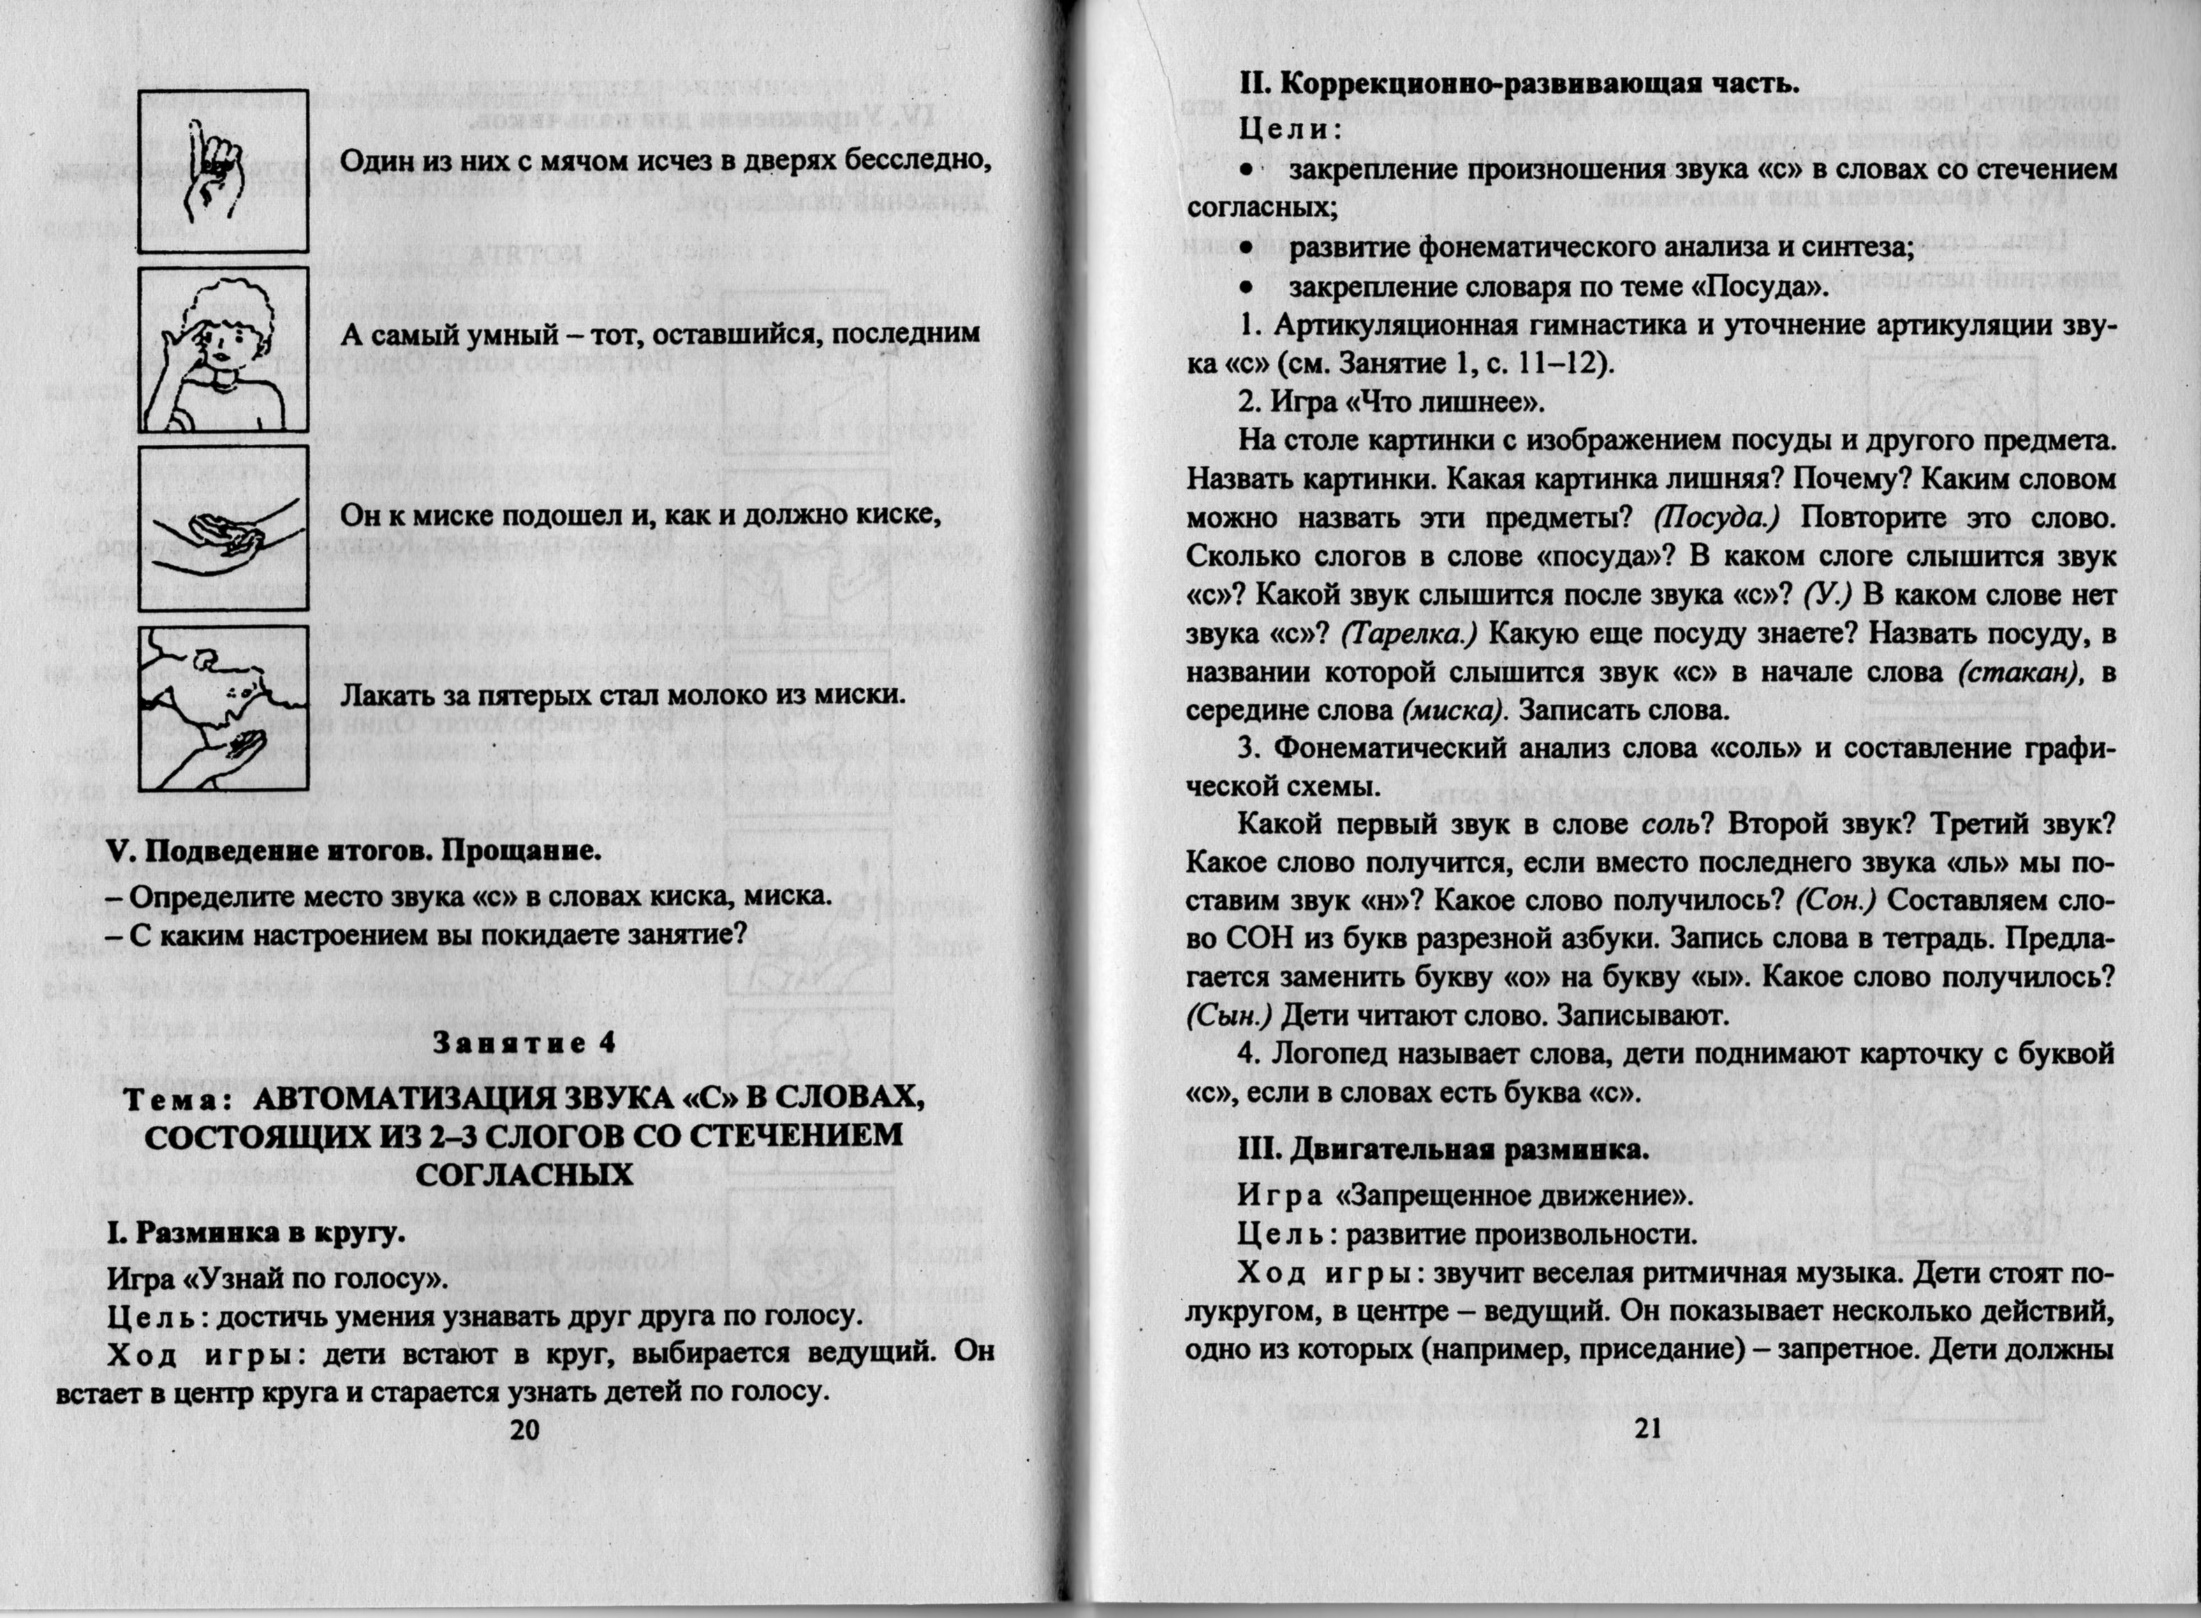 Один из них с мячом исчез в дверях бесследно,
А самый умный – тот, оставшийся, последним
Он к миске подошел и, как и должно киске,
Лакать за пятерых стал молоко из миски.
V. Подведение итогов. Прощание.
– Определите место звука «с» в словах киска, миска.
– С каким настроением вы покидаете занятие?
Занятие 4
Тема: АВТОМАТИЗАЦИЯ ЗВУКА «С» В СЛОВАХ,
СОСТОЯЩИХ ИЗ 2–3 СЛОГОВ СО СТЕЧЕНИЕМ
СОГЛАСНЫХ
I. Разминка в кругу.
Игра «Узнай по голосу».
Цель: достичь умения узнавать друг друга по голосу.
Ход игры: дети встают в круг, выбирается ведущий. Он
встает в центр круга и старается узнать детей по голосу.
20
II. Коррекционно-развивающая часть.
Цели:
• закрепление произношения звука «с» в словах со стечением
согласных;
• развитие фонематического анализа и синтеза;
• закрепление словаря по теме «Посуда».
1. Артикуляционная гимнастика и уточнение артикуляции зву-
ка «с» (см. Занятие 1, с. 11–12).
2. Игра «Что лишнее».
На столе картинки с изображением посуды и другого предмета.
Назвать картинки. Какая картинка лишняя? Почему? Каким словом
можно назвать эти предметы? (Посуда.) Повторите это слово.
Сколько слогов в слове «посуда»? В каком слоге слышится звук
«с»? Какой звук слышится после звука «с»? (У.) В каком слове нет
звука «с»? (Тарелка.) Какую еще посуду знаете? Назвать посуду, в
названии которой слышится звук «с» в начале слова (стакан), в
середине слова (миска). Записать слова.
3. Фонематический анализ слова «соль» и составление графи-
ческой схемы.
Какой первый звук в слове соль? Второй звук? Третий звук?
Какое слово получится, если вместо последнего звука «ль» мы по-
ставим звук «н»? Какое слово получилось? (Сон.) Составляем сло-
во СОН из букв разрезной азбуки. Запись слова в тетрадь. Предла-
гается заменить букву «о» на букву «ы». Какое слово получилось?
(Сын.) Дети читают слово. Записывают.
4. Логопед называет слова, дети поднимают карточку с буквой
«с», если в словах есть буква «с».
III. Двигательная разминка.
Игра «Запрещенное движение».
Цель: развитие произвольности.
Ход игры: звучит веселая ритмичная музыка. Дети стоят по-
лукругом, в центре – ведущий. Он показывает несколько действий,
одно из которых (например, приседание) – запретное. Дети должны
21